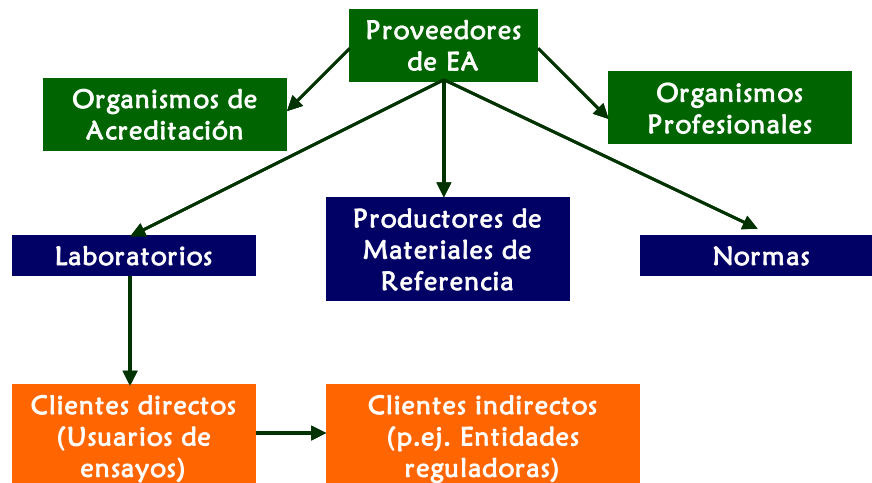 Proveedores
de EA
Organismos de
Acreditación
Organismos
Profesionales
Laboratorios
Productores de
Materiales de
Referencia
Normas
Clientes directos
(Usuarios de
ensayos)
Clientes indirectos
(p.ej. Entidades
reguladoras)